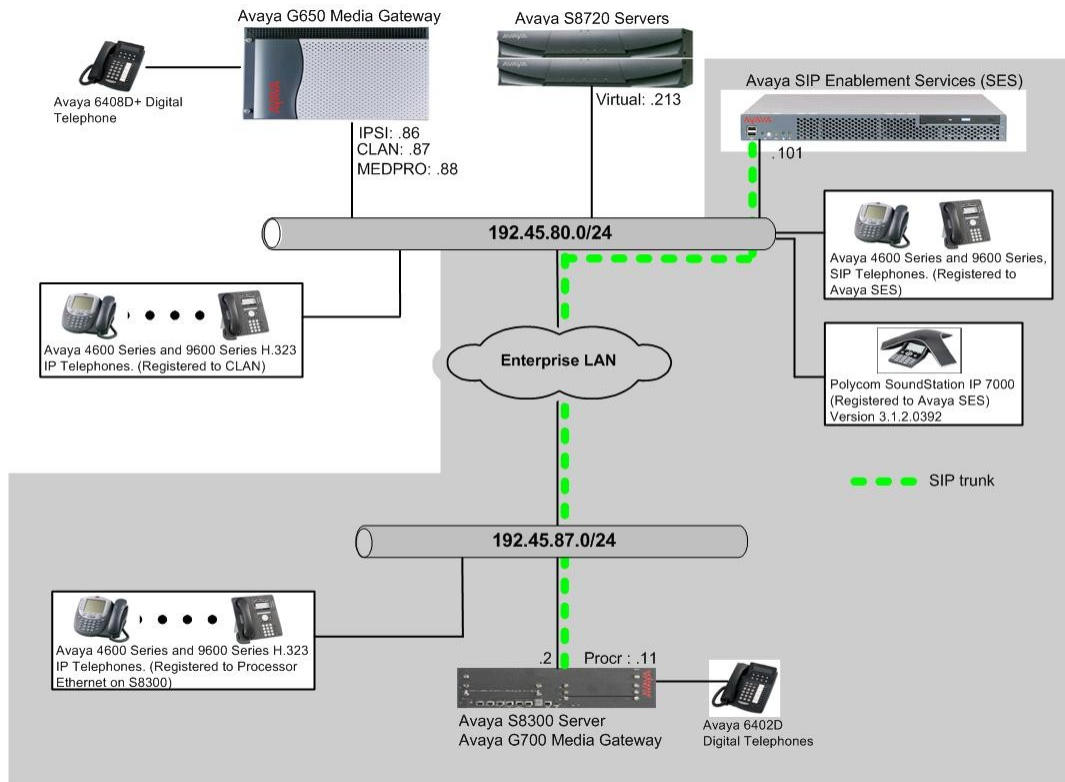 Avaya G650 Media Gateway
Avaya S8720 Servers
Avaya SIP Enablement Services (SES)
Avaya 6408D+ Digital
Telephone
AVAYA
Virtual: .213
AVAYA
IPSI: .86
CLAN: .87
MEDPRO: .88
.101
192.45.80.0/24
Avaya 4600 Series and 9600 Series,
SIP Telephones. (Registered to
Avaya SES)
Avaya 4600 Series and 9600 Series H.323
IP Telephones. (Registered to CLAN)
Enterprise LAN
Polycom SoundStation IP 7000
(Registered to Avaya SES)
Version 3.1.2.0392
SIP trunk
192.45.87.0/24
Avaya 4600 Series and 9600 Series H.323
IP Telephones. (Registered to Processor
Ethernet on S8300)
.2
Procr : .11
AVAYA
Avaya S8300 Server
Avaya G700 Media Gateway
Avaya 6402D
Digital Telephones